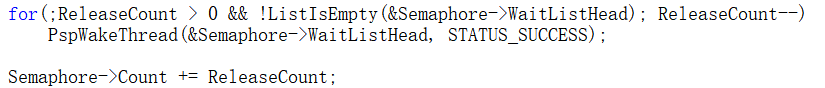 for(;ReleaseCount > 0 && !ListIsEmpty(&Semaphore->WaitListHead); ReleaseCount--)
    PspWakeThread(&Semaphore->WaitListHead, STATUS_SUCCESS);

Semaphore->Count += ReleaseCount;